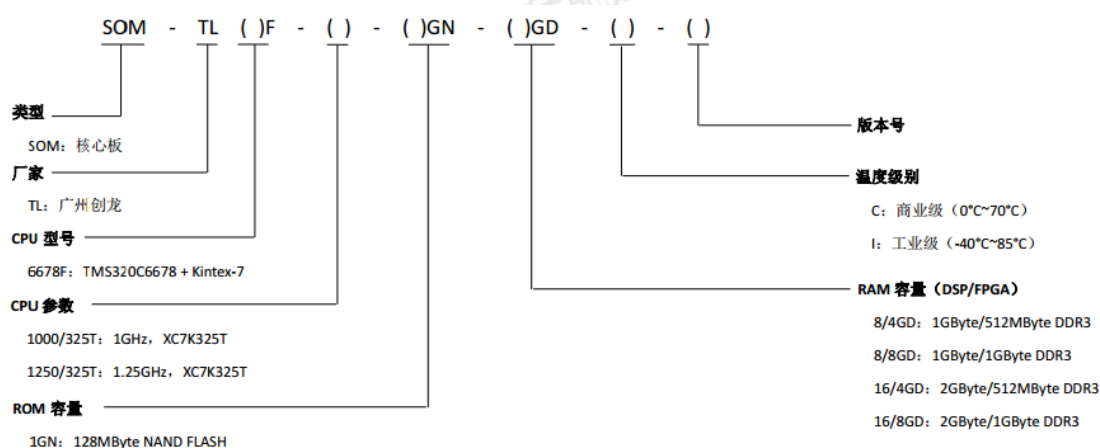 SOM - TL ( )F - ( ) - ( )GN - ( )GD - ( ) - ( )
类型
SOM：核心板
厂家
TL：广州创龙
CPU 型号
6678F：TMS320C6678 + Kintex-7
CPU 参数
1000/325T：1GHz，XC7K325T
1250/325T：1.25GHz，XC7K325T
ROM 容量
1GN：128MByte NAND FLASH
版本号
温度级别
C：商业级（0°C~70°C）
I：工业级（-40°C~85°C）
RAM 容量（DSP/FPGA）
8/4GD：1GByte/512MByte DDR3
8/8GD：1GByte/1GByte DDR3
16/4GD：2GByte/512MByte DDR3
16/8GD：2GByte/1GByte DDR3